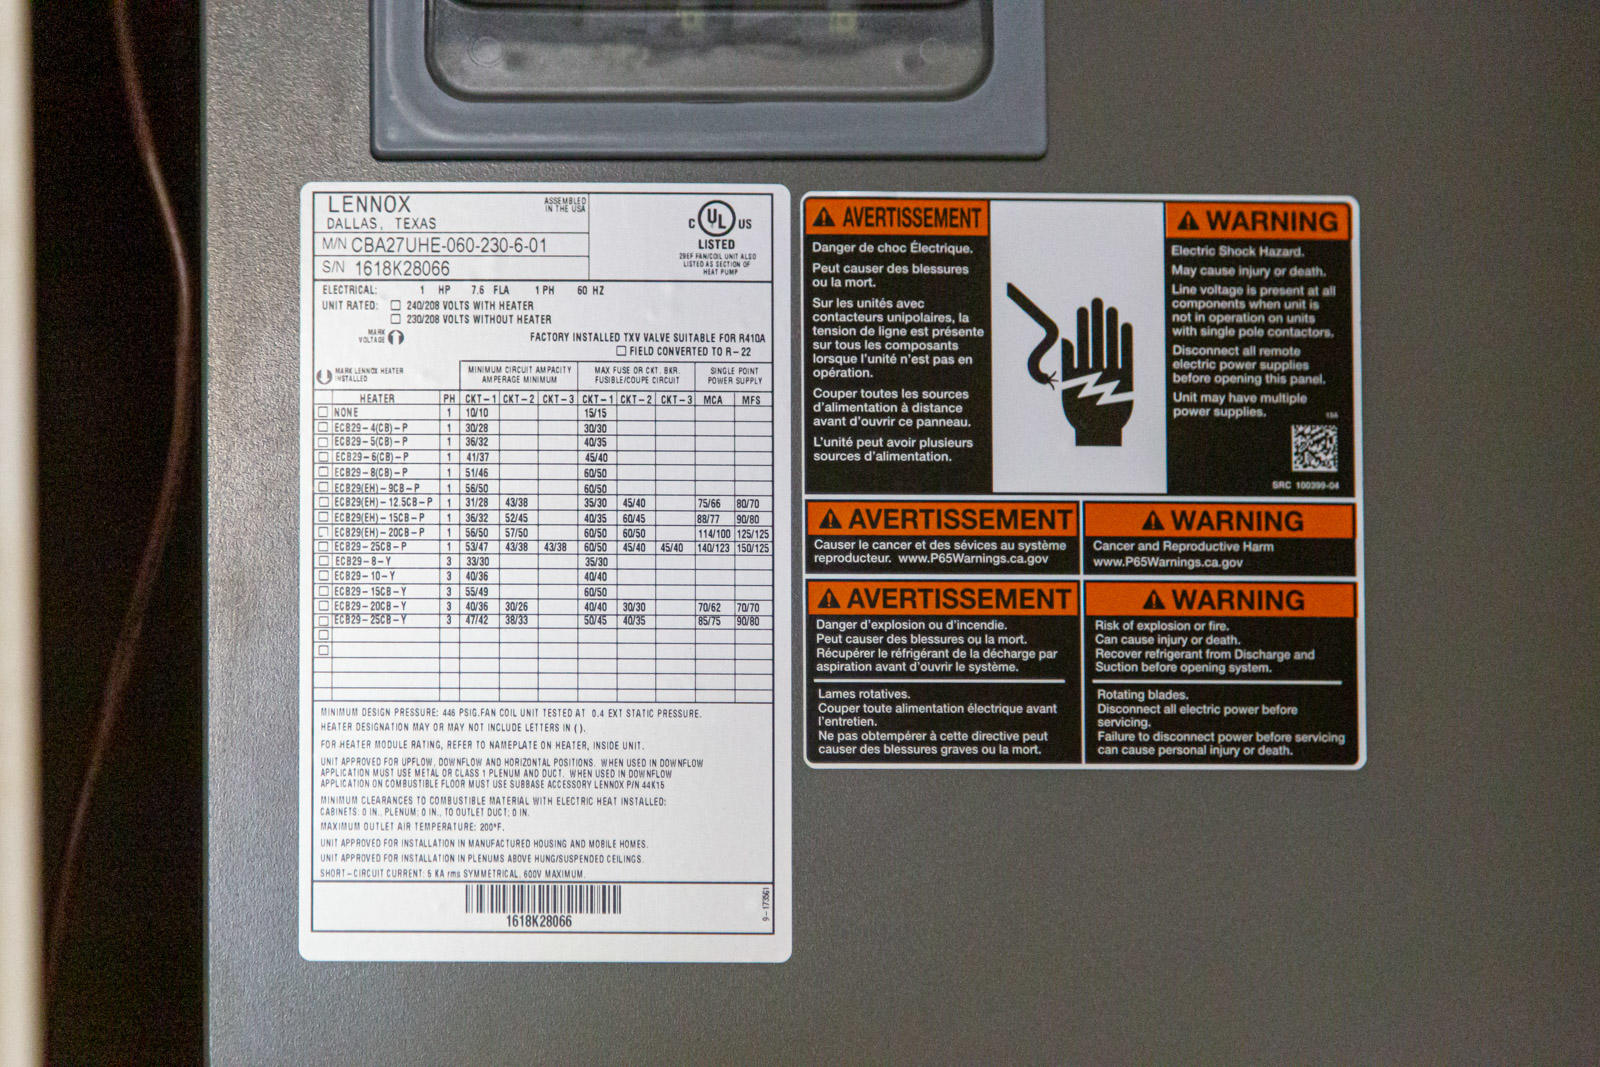 LENNOX
ASSEMBLED
IN THE USA
DALLAS, TEXAS
M/N CBA27UHE-060-230-6-01
S/N 1618K28066
C UL US
LISTED
29EF FAN/COIL UNIT ALSO
LISTED AS SECTION OF
HEAT PUMP
ELECTRICAL: 1 HP 7.6 FLA 1 PH 60 HZ
UNIT RATED: 240/208 VOLTS WITH HEATER
230/208 VOLTS WITHOUT HEATER
MARK
VOLTAGE
FACTORY INSTALLED TXV VALVE SUITABLE FOR R410A
FIELD CONVERTED TO R-22
MARK LENNOX HEATER
INSTALLED
MINIMUM CIRCUIT AMPACITY
AMPERAGE MINIMUM
MAX FUSE OR CKT. BKR.
FUSIBLE/COUPE CIRCUIT
SINGLE POINT
POWER SUPPLY
HEATER PH CKT-1 CKT-2 CKT-3 CKT-1 CKT-2 CKT-3 MCA MFS
NONE 1 10/10 15/15
ECB29-4(CB)-P 1 30/28 30/30
ECB29-5(CB)-P 1 36/32 40/35
ECB29-6(CB)-P 1 41/37 45/40
ECB29-8(CB)-P 1 51/46 60/50
ECB29(EH)-9CB-P 1 56/50 60/50
ECB29(EH)-12.5CB-P 1 31/28 43/38 35/30 45/40 75/66 80/70
ECB29(EH)-15CB-P 1 36/32 52/45 40/35 60/45 88/77 90/80
ECB29(EH)-20CB-P 1 56/50 57/50 60/50 60/50 114/100 125/125
ECB29-25CB-P 1 53/47 43/38 43/38 60/50 45/40 45/40 140/123 150/125
ECB29-8-Y 3 33/30 35/30
ECB29-10-Y 3 40/36 40/40
ECB29-15CB-Y 3 55/49 60/50
ECB29-20CB-Y 3 40/36 30/26 40/40 30/30 70/62 70/70
ECB29-25CB-Y 3 47/42 38/33 50/45 40/35 85/75 90/80
MINIMUM DESIGN PRESSURE: 446 PSIG.FAN COIL UNIT TESTED AT 0.4 EXT STATIC PRESSURE.
HEATER DESIGNATION MAY OR MAY NOT INCLUDE LETTERS IN ( ).
FOR HEATER MODULE RATING, REFER TO NAMEPLATE ON HEATER, INSIDE UNIT.
UNIT APPROVED FOR UPFLOW, DOWNFLOW AND HORIZONTAL POSITIONS. WHEN USED IN DOWNFLOW
APPLICATION MUST USE METAL OR CLASS 1 PLENUM AND DUCT. WHEN USED IN DOWNFLOW
APPLICATION ON COMBUSTIBLE FLOOR MUST USE SUBBASE ACCESSORY LENNOX P/N 44K15
MINIMUM CLEARANCES TO COMBUSTIBLE MATERIAL WITH ELECTRIC HEAT INSTALLED:
CABINETS: 0 IN., PLENUM: 0 IN., TO OUTLET DUCT; 0 IN.
MAXIMUM OUTLET AIR TEMPERATURE: 200°F.
UNIT APPROVED FOR INSTALLATION IN MANUFACTURED HOUSING AND MOBILE HOMES.
UNIT APPROVED FOR INSTALLATION IN PLENUMS ABOVE HUNG/SUSPENDED CEILINGS.
SHORT-CIRCUIT CURRENT: 5 KA rms SYMMETRICAL, 600V MAXIMUM.
1618K28066
9-173561
AVERTISSEMENT
Danger de choc Électrique.
Peut causer des blessures
ou la mort.
Sur les unités avec
contacteurs unipolaires, la
tension de ligne est présente
sur tous les composants
lorsque l'unité n'est pas en
opération.
Couper toutes les sources
d'alimentation à distance
avant d'ouvrir ce panneau.
L'unité peut avoir plusieurs
sources d'alimentation.
WARNING
Electric Shock Hazard.
May cause injury or death.
Line voltage is present at all
components when unit is
not in operation on units
with single pole contactors.
Disconnect all remote
electric power supplies
before opening this panel.
Unit may have multiple
power supplies.
SRC 100399-04
AVERTISSEMENT
Causer le cancer et des sévices au système
reproducteur. www.P65Warnings.ca.gov
WARNING
Cancer and Reproductive Harm
www.P65Warnings.ca.gov
AVERTISSEMENT
Danger d'explosion ou d'incendie.
Peut causer des blessures ou la mort.
Récupérer le réfrigérant de la décharge par
aspiration avant d'ouvrir le système.
Lames rotatives.
Couper toute alimentation électrique avant
l'entretien.
Ne pas obtempérer à cette directive peut
causer des blessures graves ou la mort.
WARNING
Risk of explosion or fire.
Can cause injury or death.
Recover refrigerant from Discharge and
Suction before opening system.
Rotating blades.
Disconnect all electric power before
servicing.
Failure to disconnect power before servicing
can cause personal injury or death.